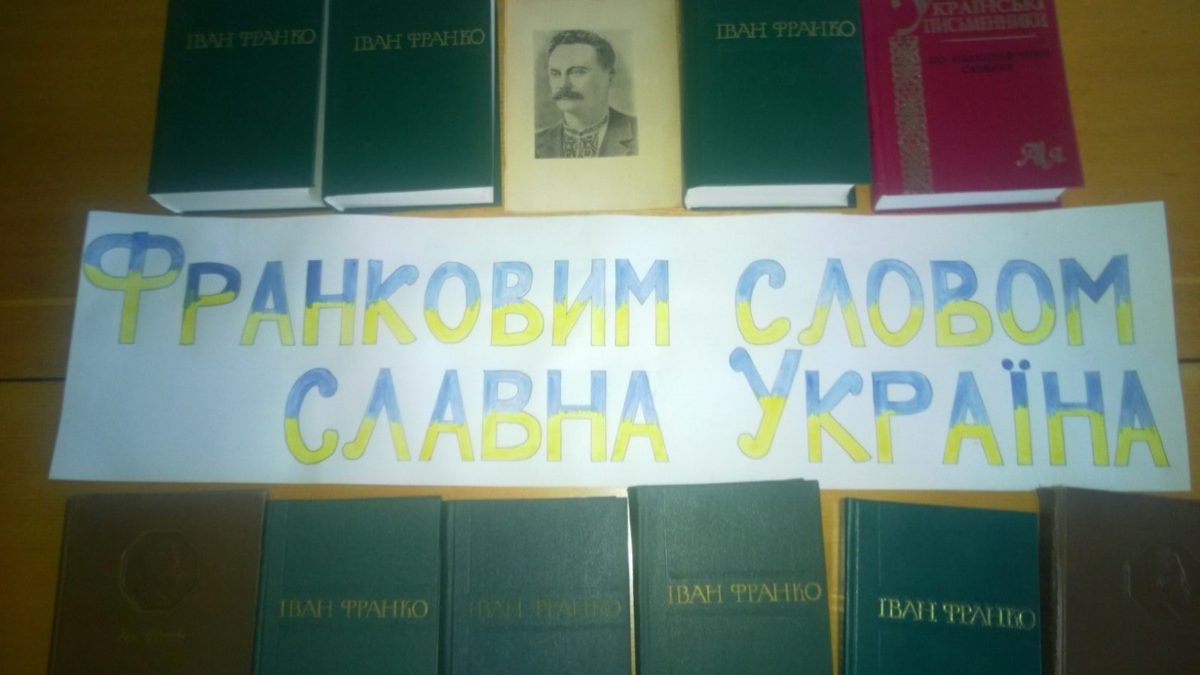 ІВАН ФРАНКО
ІВАН ФРАНКО
ІВАН ФРАНКО
УКРАЇНСЬКІ
ПИСЬМЕННИКИ
А Я
ФРАНКОВИМ СЛОВОМ
СЛАВНА УКРАЇНА
ІВАН ФРАНКО
ІВАН ФРАНКО
ІВАН ФРАНКО
ІВАН ФРАНКО